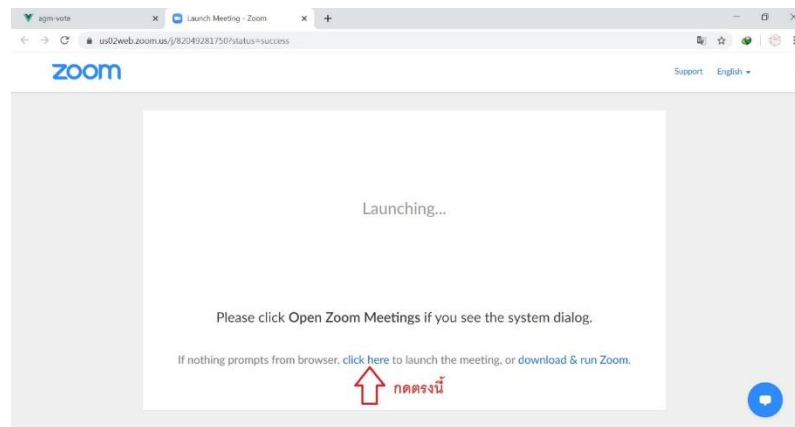 agm-vote
Launch Meeting - Zoom
us02web.zoom.us/j/82049281750?status=success
zoom
Support English
Launching...
Please click Open Zoom Meetings if you see the system dialog.
If nothing prompts from browser, click here to launch the meeting, or download & run Zoom.
กดตรงนี้